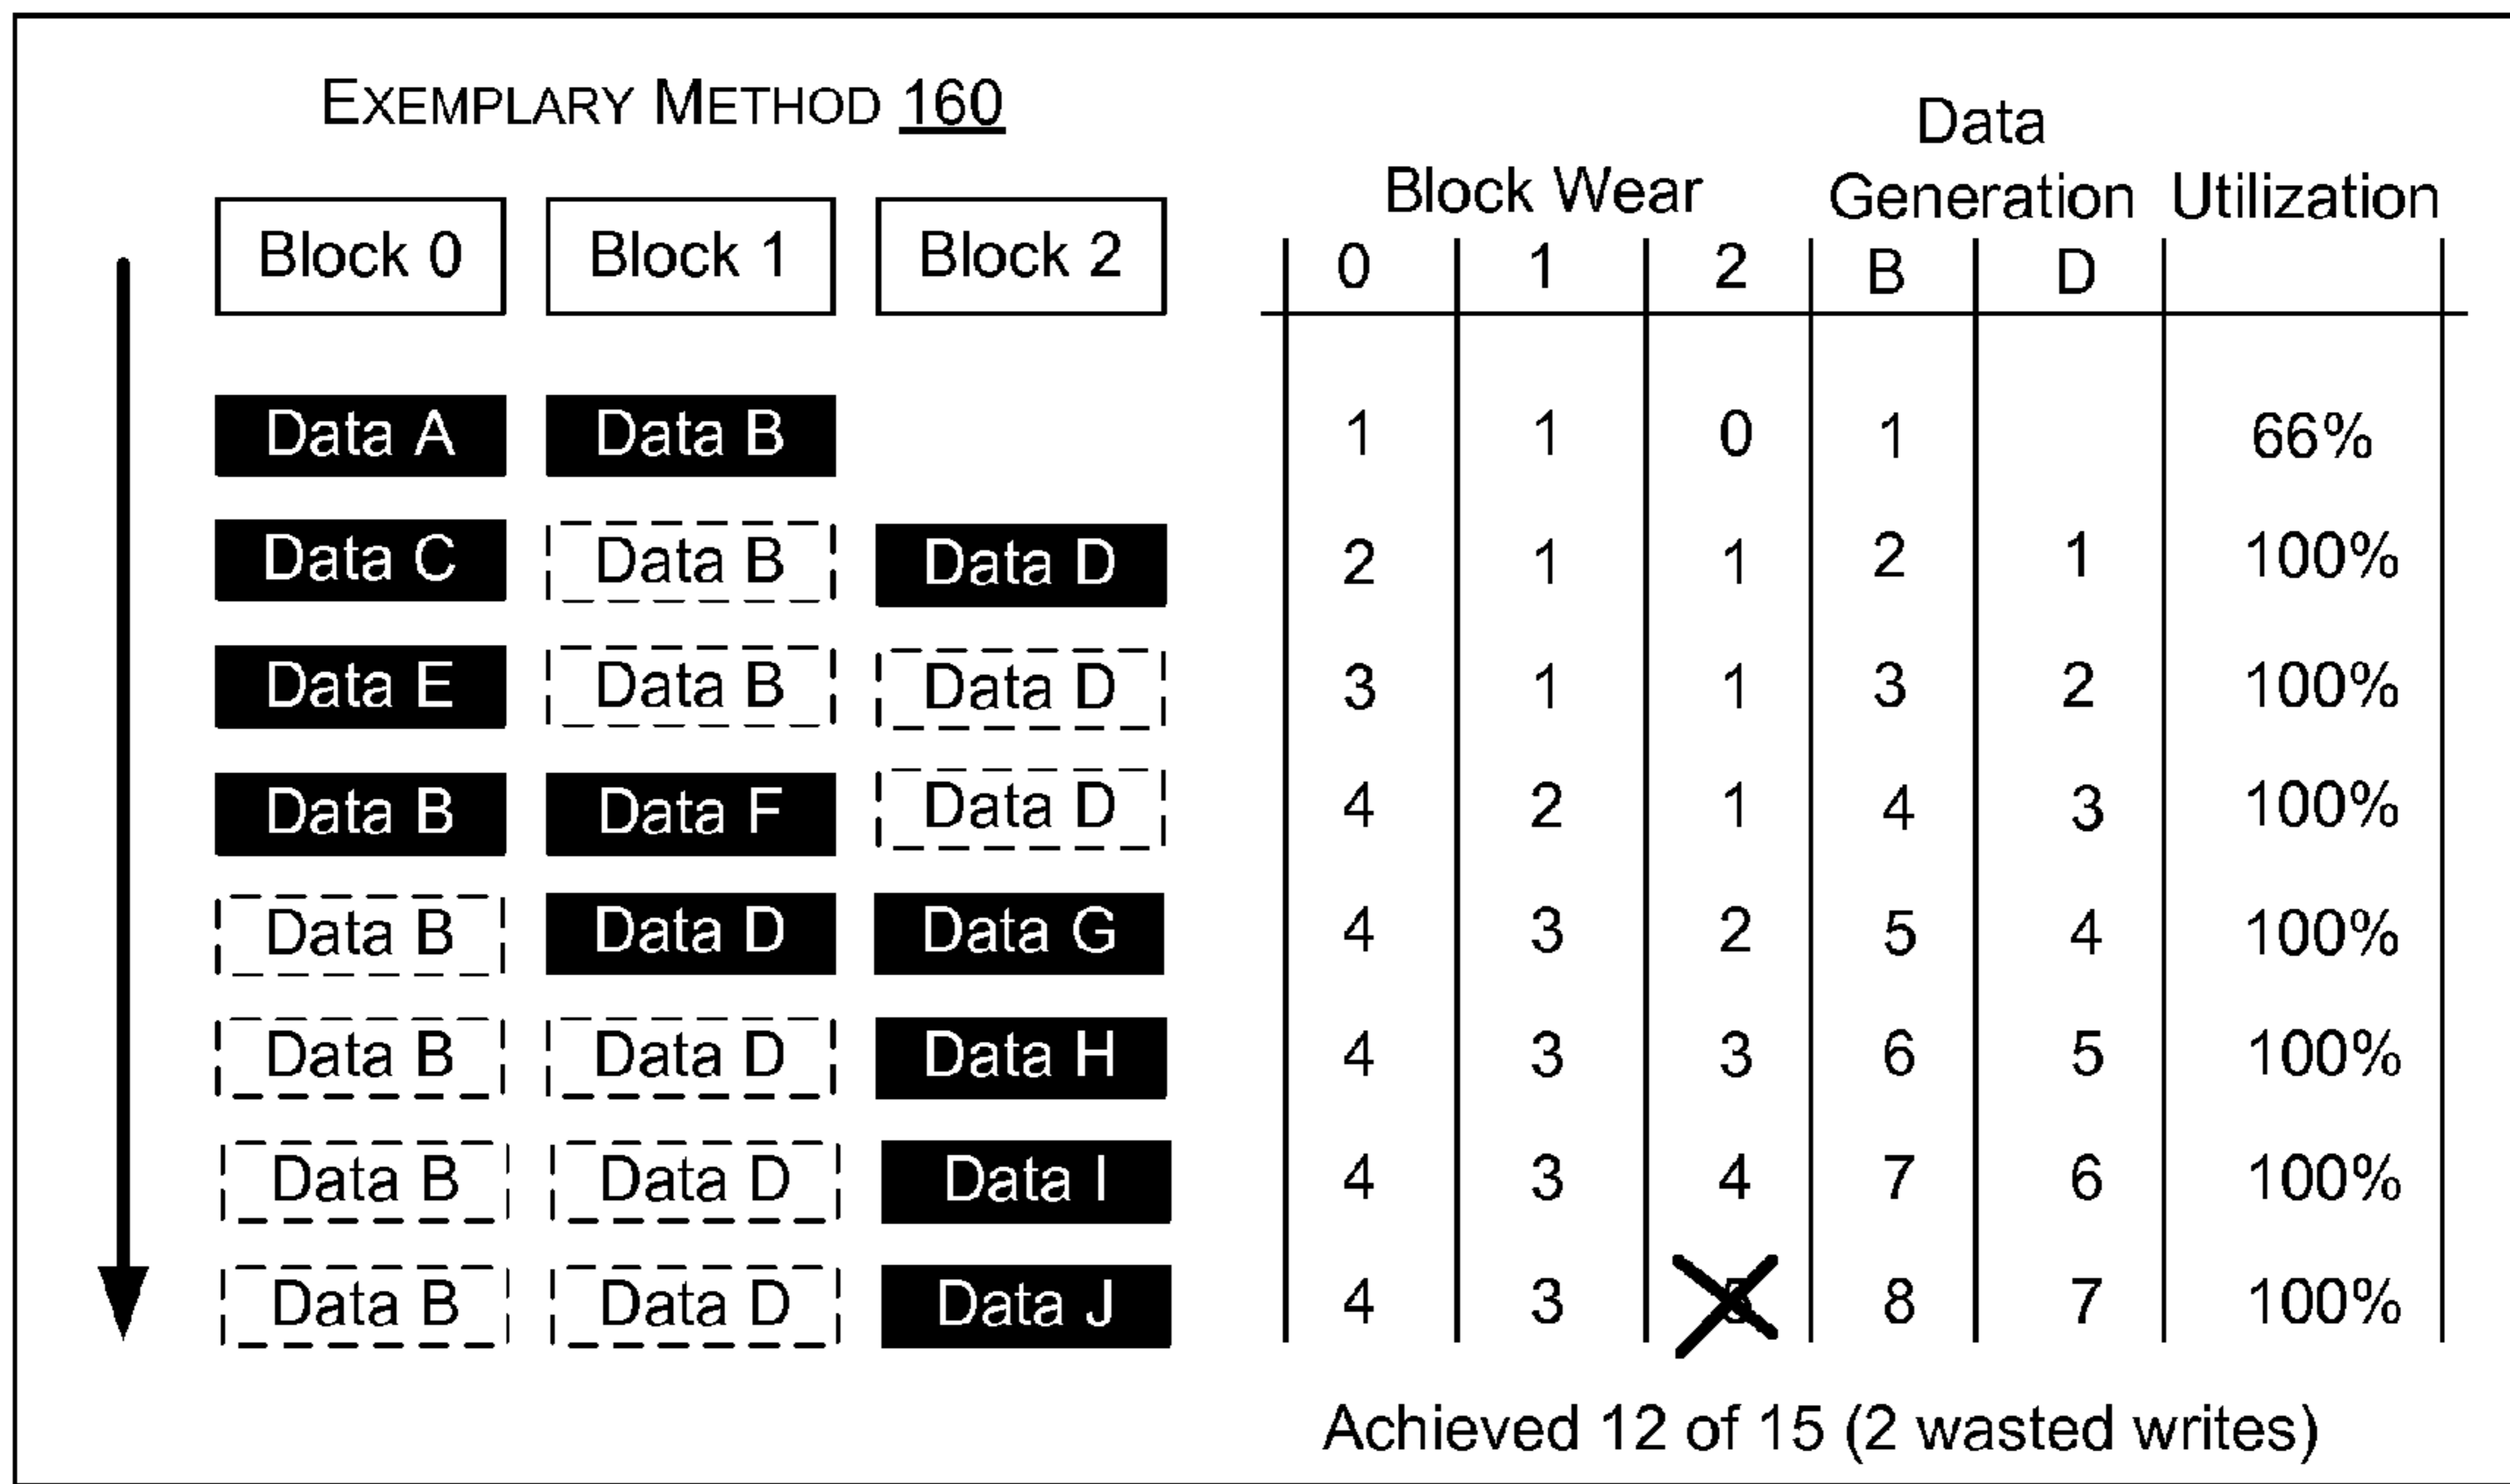 EXEMPLARY METHOD 160
Data
Block Wear Generation Utilization
Block 0 Block 1 Block 2 0 1 2 B D
Data A Data B 1 1 0 1 66%
Data C Data B Data D 2 1 1 2 1 100%
Data E Data B Data D 3 1 1 3 2 100%
Data B Data F Data D 4 2 1 4 3 100%
Data B Data D Data G 4 3 2 5 4 100%
Data B Data D Data H 4 3 3 6 5 100%
Data B Data D Data I 4 3 4 7 6 100%
Data B Data D Data J 4 3 5 8 7 100%
Achieved 12 of 15 (2 wasted writes)